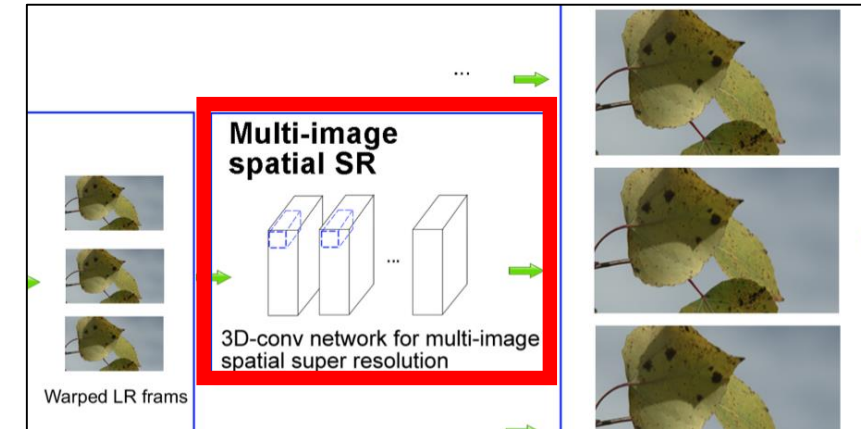 ...
Multi-image
spatial SR
...
3D-conv network for multi-image
spatial super resolution
Warped LR frams